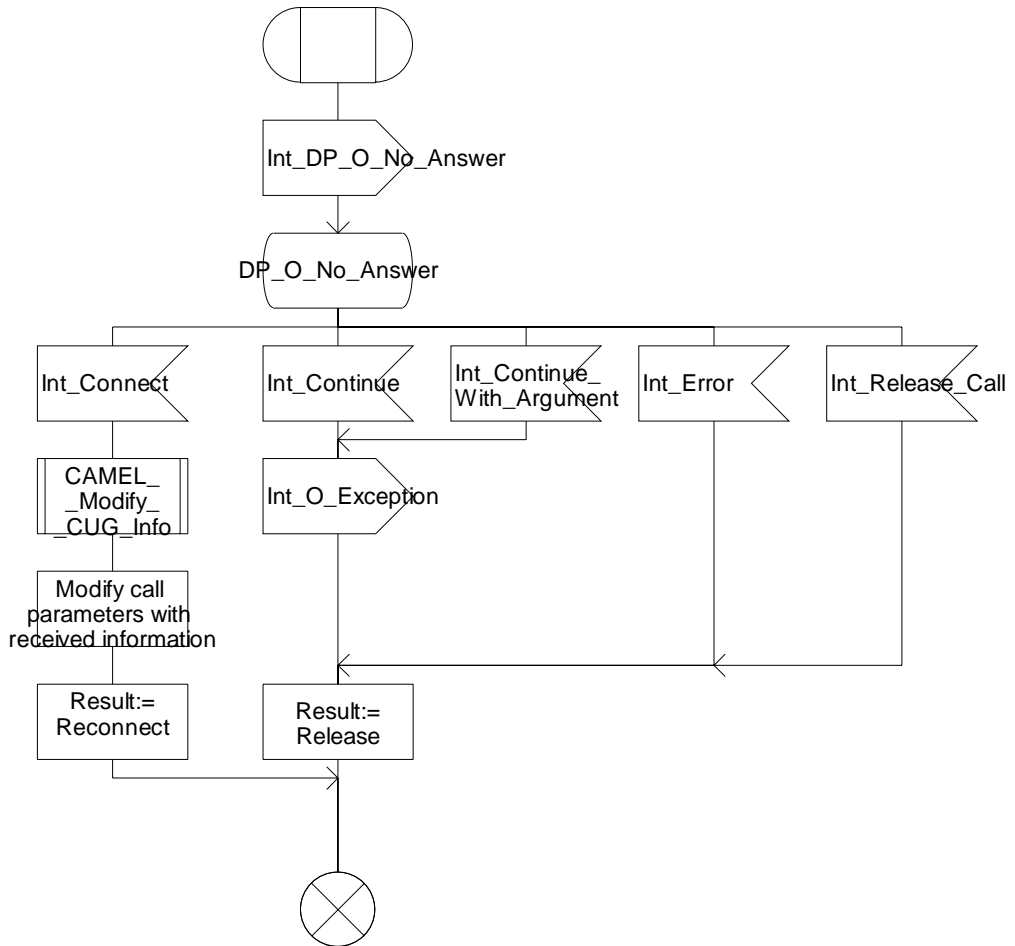 Int_DP_O_No_Answer
DP_O_No_Answer
Int_Connect
Int_Continue
Int_Continue_
With_Argument
Int_Error
Int_Release_Call
CAMEL_
_Modify_
_CUG_Info
Int_O_Exception
Modify call
parameters with
received information
Result:=
Reconnect
Result:=
Release